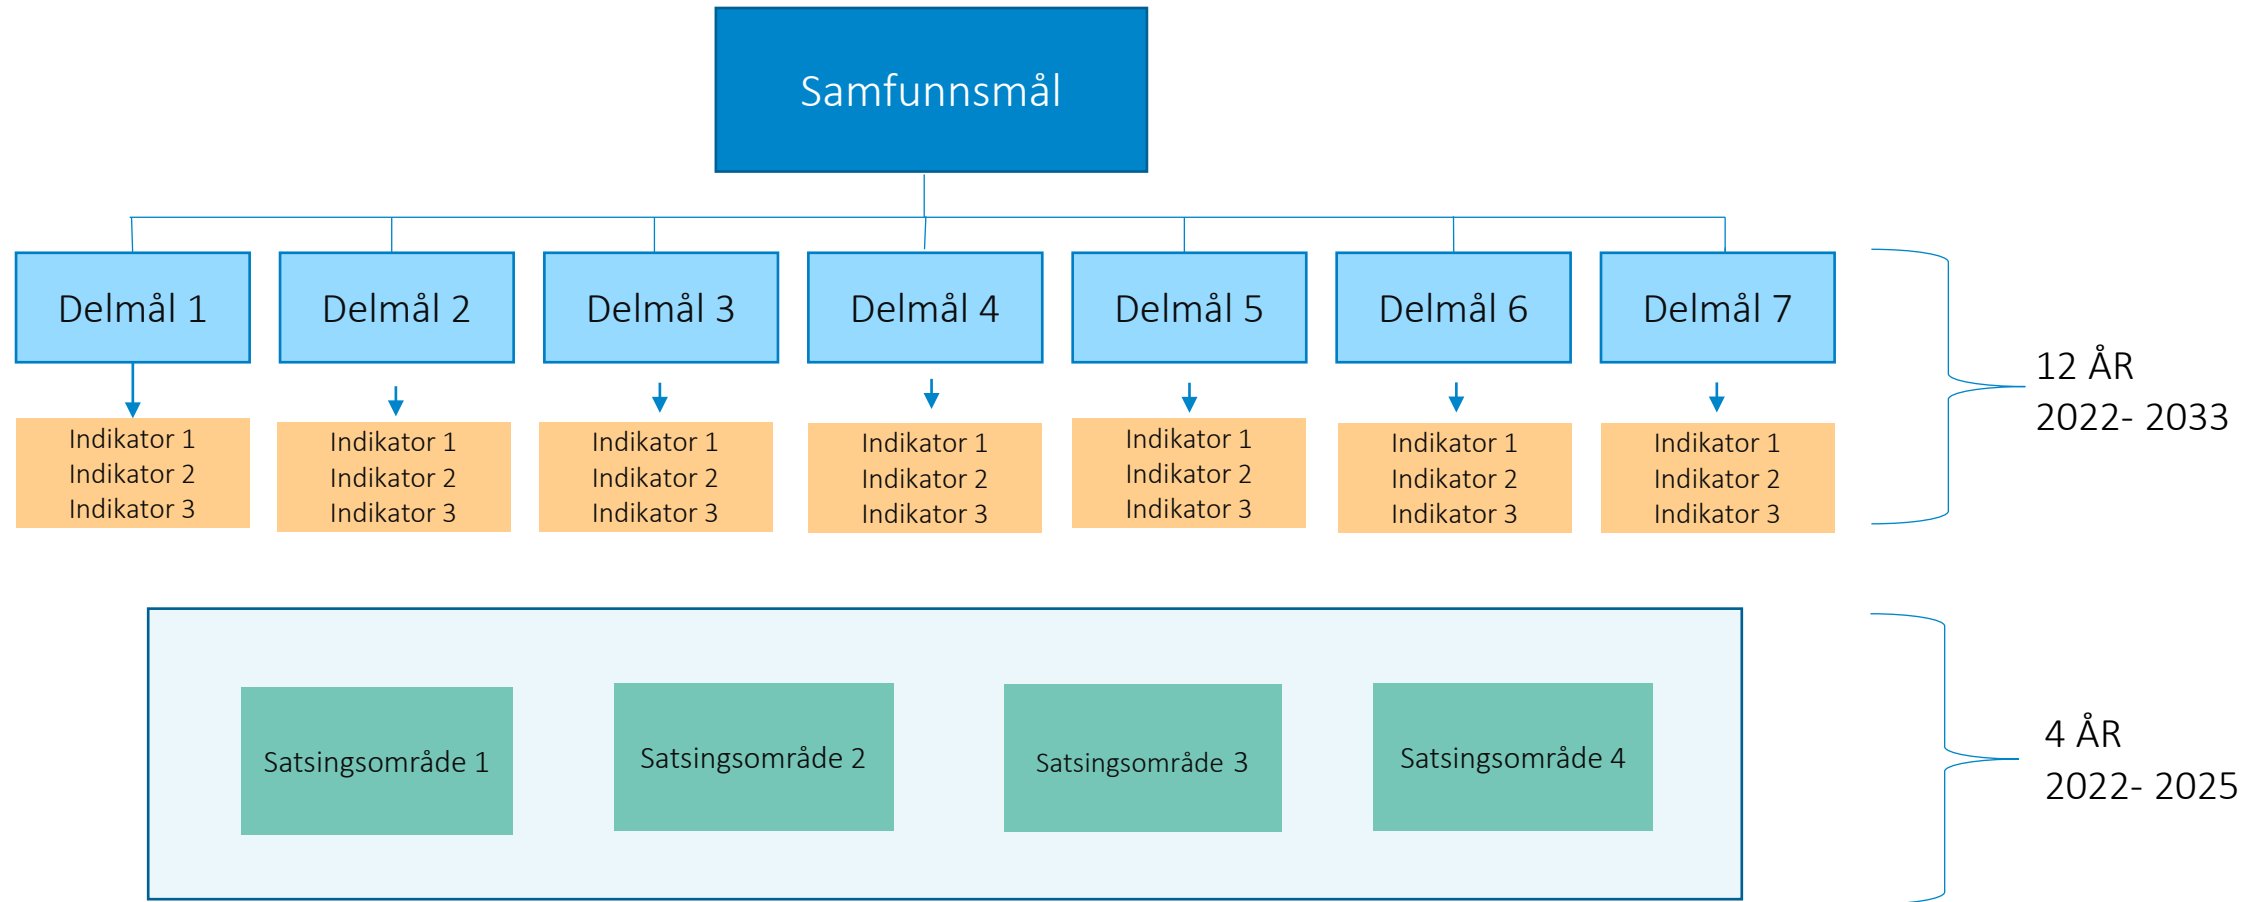 Samfunnsmål
Delmål 1
Delmål 2
Delmål 3
Delmål 4
Delmål 5
Delmål 6
Delmål 7
12 ÅR
2022- 2033
Indikator 1
Indikator 2
Indikator 3
Indikator 1
Indikator 2
Indikator 3
Indikator 1
Indikator 2
Indikator 3
Indikator 1
Indikator 2
Indikator 3
Indikator 1
Indikator 2
Indikator 3
Indikator 1
Indikator 2
Indikator 3
Indikator 1
Indikator 2
Indikator 3
Satsingsområde 1
Satsingsområde 2
Satsingsområde 3
Satsingsområde 4
4 ÅR
2022- 2025